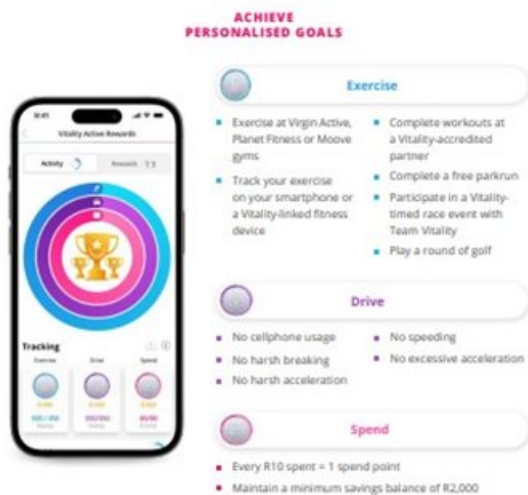 ACHIEVE
PERSONALISED GOALS
Vitality Active Rewards
Activity
Rewards
Tracking
Exercise
Drive
Spend
Exercise
Exercise at Virgin Active,
Planet Fitness or Moove
gyms
Track your exercise
on your smartphone or
a Vitality-linked fitness
device
Complete workouts at
a Vitality-accredited
partner
Complete a free parkrun
Participate in a Vitality-
timed race event with
Team Vitality
Play a round of golf
Drive
No cellphone usage
No harsh breaking
No harsh acceleration
No speeding
No excessive acceleration
Spend
Every R10 spent = 1 spend point
Maintain a minimum savings balance of R2,000